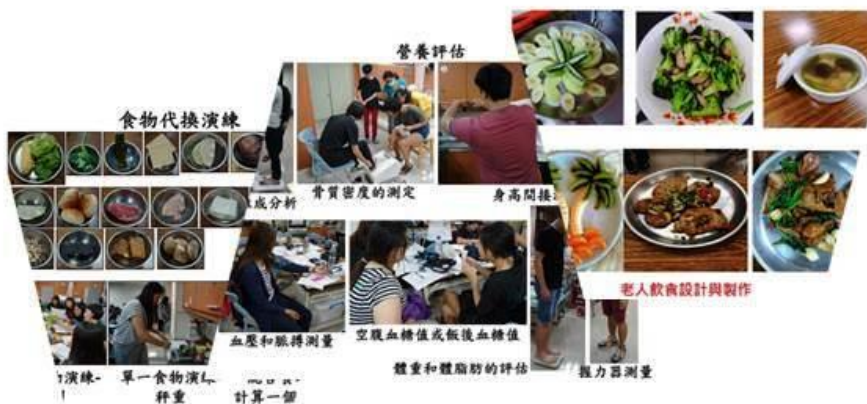 營養評估
食物代換演練
成分析
骨質密度的測定
身高間接
老人飲食設計與製作
血壓和脈搏測量
空腹血糖值或飯後血糖值
體重和體脂肪的評估
握力器測量
演練-
單一食物演練
秤重
計算一個